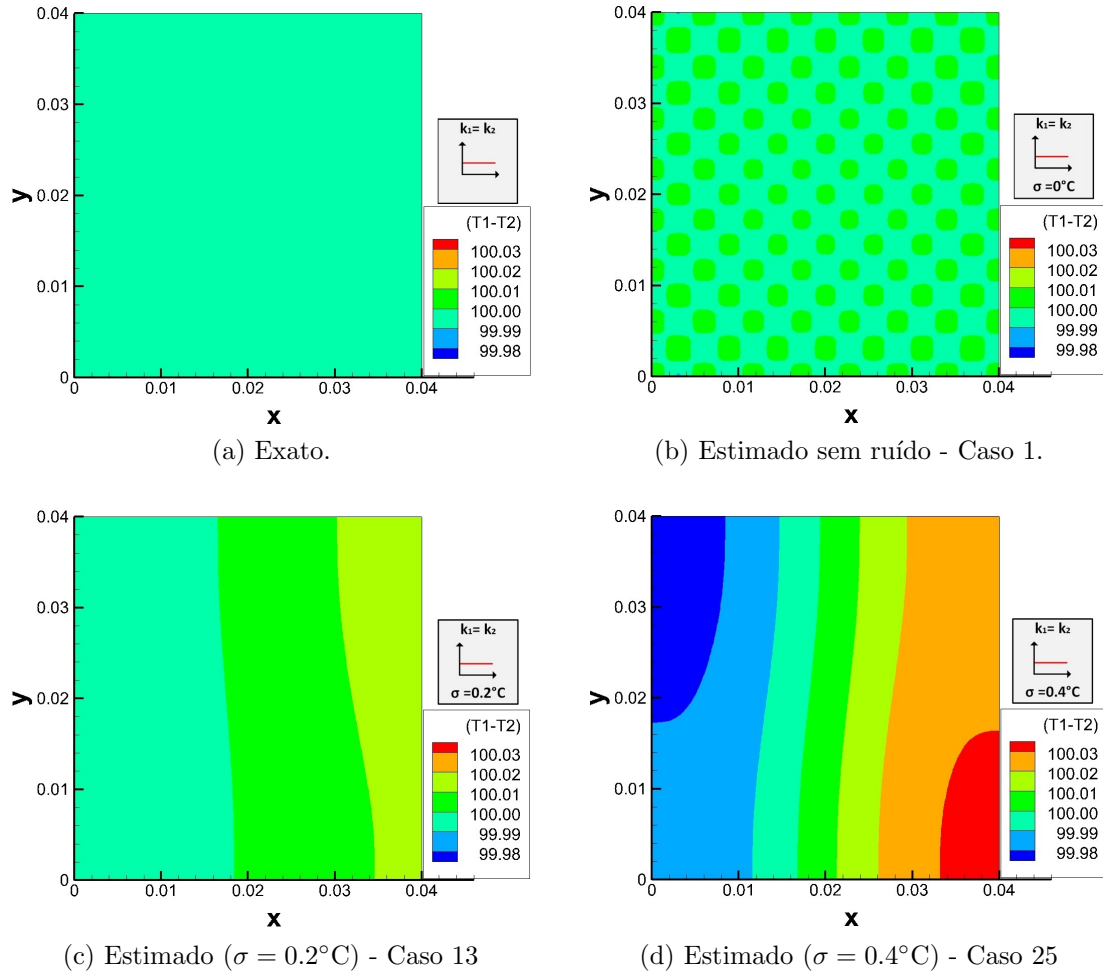 0.04
0.03
0.02
0.01
0
y
0
0.01
0.02
0.03
0.04
x
k₁= k₂
(T1-T2)
100.03
100.02
100.01
100.00
99.99
99.98
(a) Exato.
0.04
0.03
0.02
0.01
0
y
0
0.01
0.02
0.03
0.04
x
k₁= k₂
σ =0°C
(T1-T2)
100.03
100.02
100.01
100.00
99.99
99.98
(b) Estimado sem ruído - Caso 1.
0.04
0.03
0.02
0.01
0
y
0
0.01
0.02
0.03
0.04
x
k₁= k₂
σ =0.2°C
(T1-T2)
100.03
100.02
100.01
100.00
99.99
99.98
(c) Estimado (σ = 0.2°C) - Caso 13
0.04
0.03
0.02
0.01
0
y
0
0.01
0.02
0.03
0.04
x
k₁= k₂
σ =0.4°C
(T1-T2)
100.03
100.02
100.01
100.00
99.99
99.98
(d) Estimado (σ = 0.4°C) - Caso 25